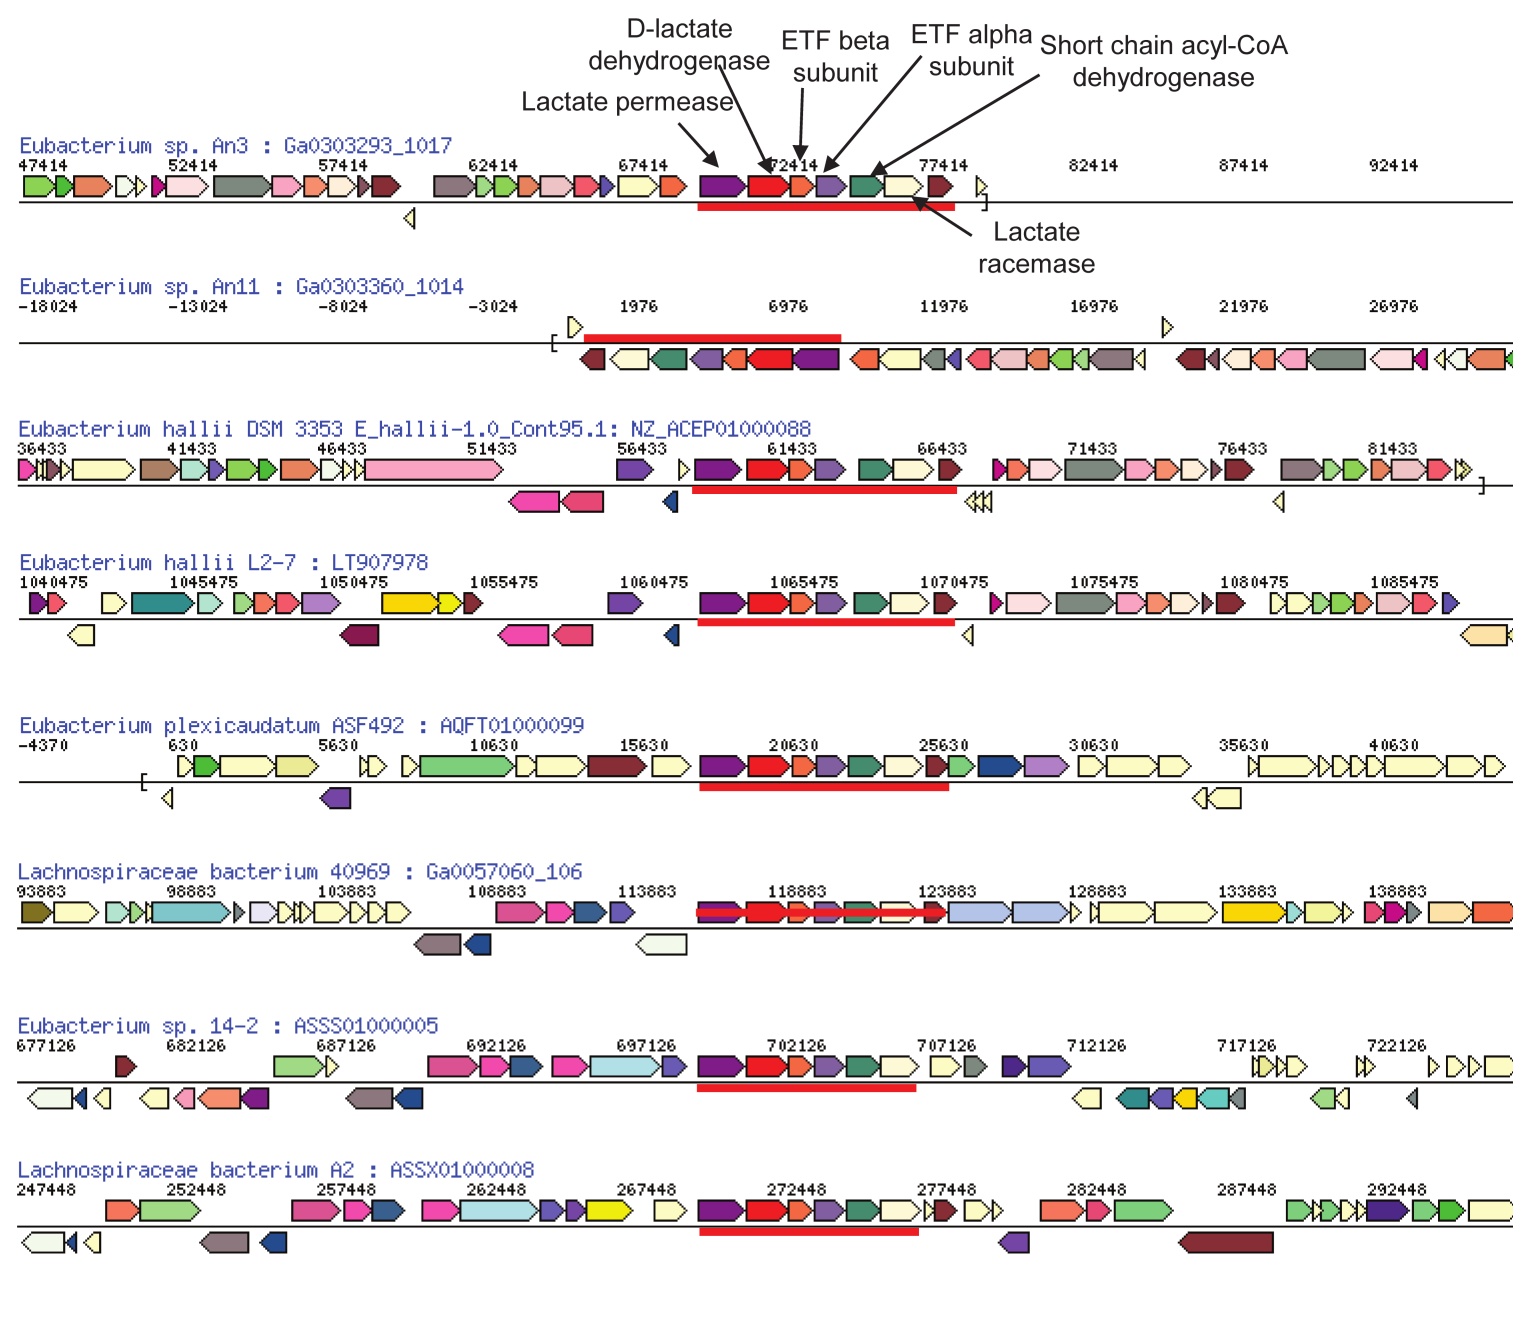 D-lactate
dehydrogenase
ETF beta
subunit
ETF alpha
subunit
Short chain acyl-CoA
dehydrogenase
Lactate permease
Eubacterium sp. An3 : Ga0303293_1017
47414 52414 57414 62414 67414 72414 77414 82414 87414 92414
Lactate
racemase
Eubacterium sp. An11 : Ga0303360_1014
-18024 -13024 -8024 -3024 1976 6976 11976 16976 21976 26976
Eubacterium hallii DSM 3353 E_hallii-1.0_Cont95.1: NZ_ACEP01000088
36433 41433 46433 51433 56433 61433 66433 71433 76433 81433
Eubacterium hallii L2-7 : LT907978
1040475 1045475 1050475 1055475 1060475 1065475 1070475 1075475 1080475 1085475
Eubacterium plexicaudatum ASF492 : AQFT01000099
-4370 630 5630 10630 15630 20630 25630 30630 35630 40630
Lachnospiraceae bacterium 40969 : Ga0057060_106
93883 98883 103883 108883 113883 118883 123883 128883 133883 138883
Eubacterium sp. 14-2 : ASSS01000005
677126 682126 687126 692126 697126 702126 707126 712126 717126 722126
Lachnospiraceae bacterium A2 : ASSX01000008
247448 252448 257448 262448 267448 272448 277448 282448 287448 292448